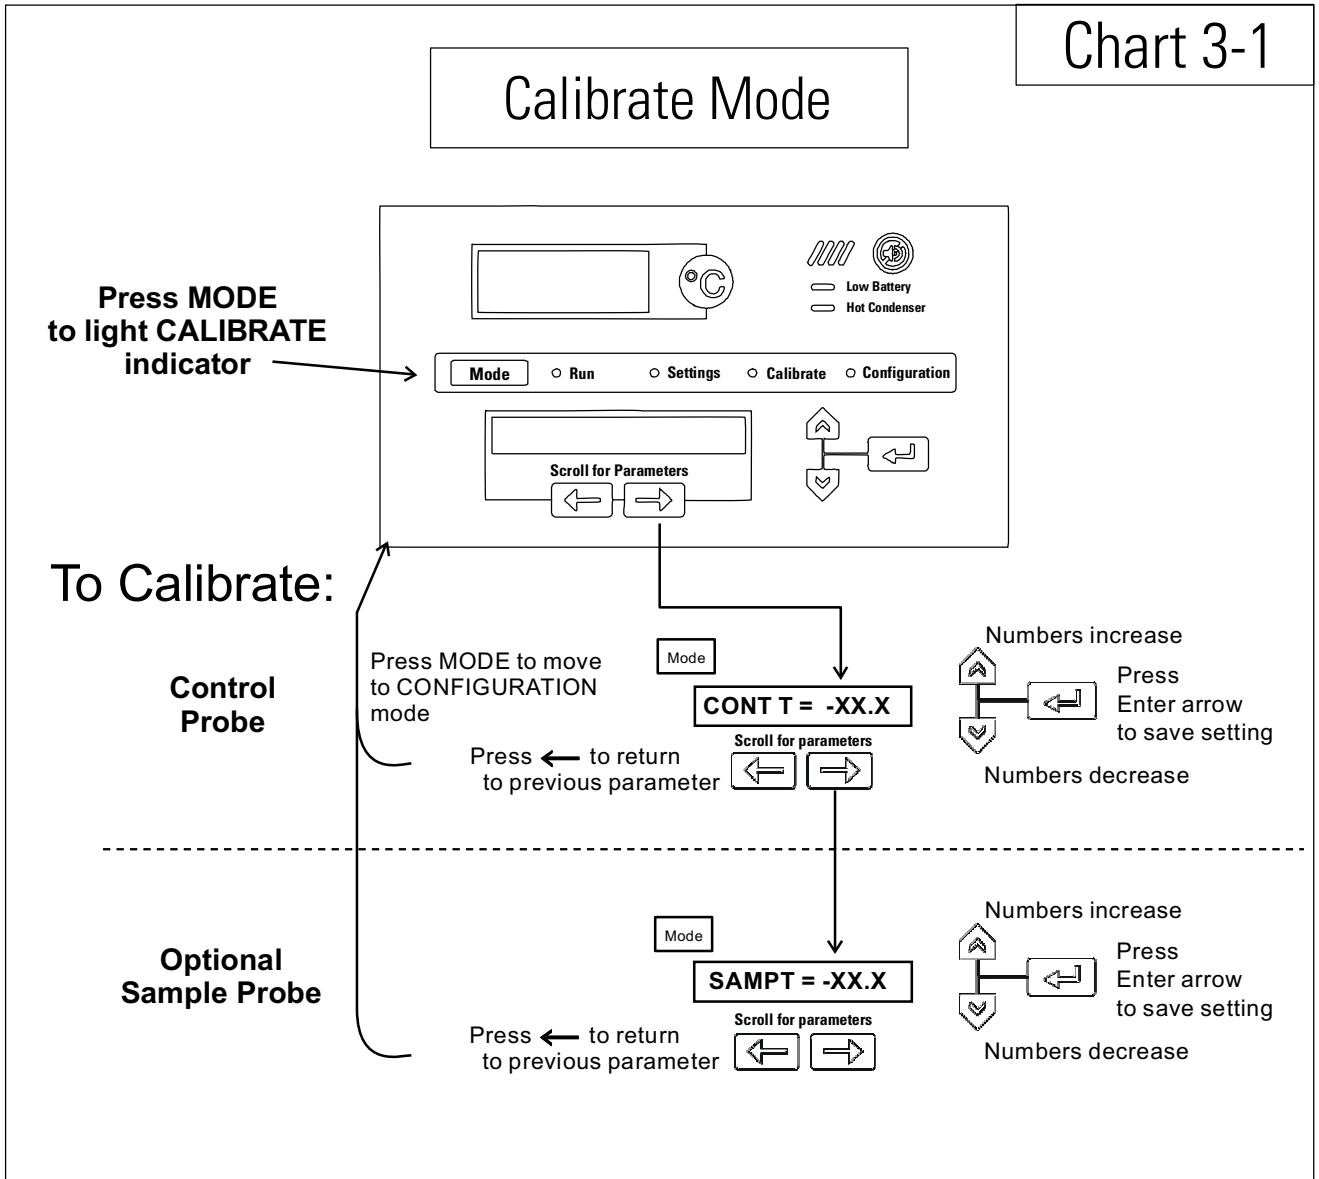 Chart 3-1
Calibrate Mode
°C
Low Battery
Hot Condenser
Press MODE
to light CALIBRATE
indicator
Mode Run Settings Calibrate Configuration
Scroll for Parameters
To Calibrate:
Control
Probe
Press MODE to move
to CONFIGURATION
mode
Mode
CONT T = -XX.X
Scroll for parameters
Press ← to return
to previous parameter
Numbers increase
Press
Enter arrow
to save setting
Numbers decrease
Optional
Sample Probe
Mode
SAMPT = -XX.X
Scroll for parameters
Press ← to return
to previous parameter
Numbers increase
Press
Enter arrow
to save setting
Numbers decrease